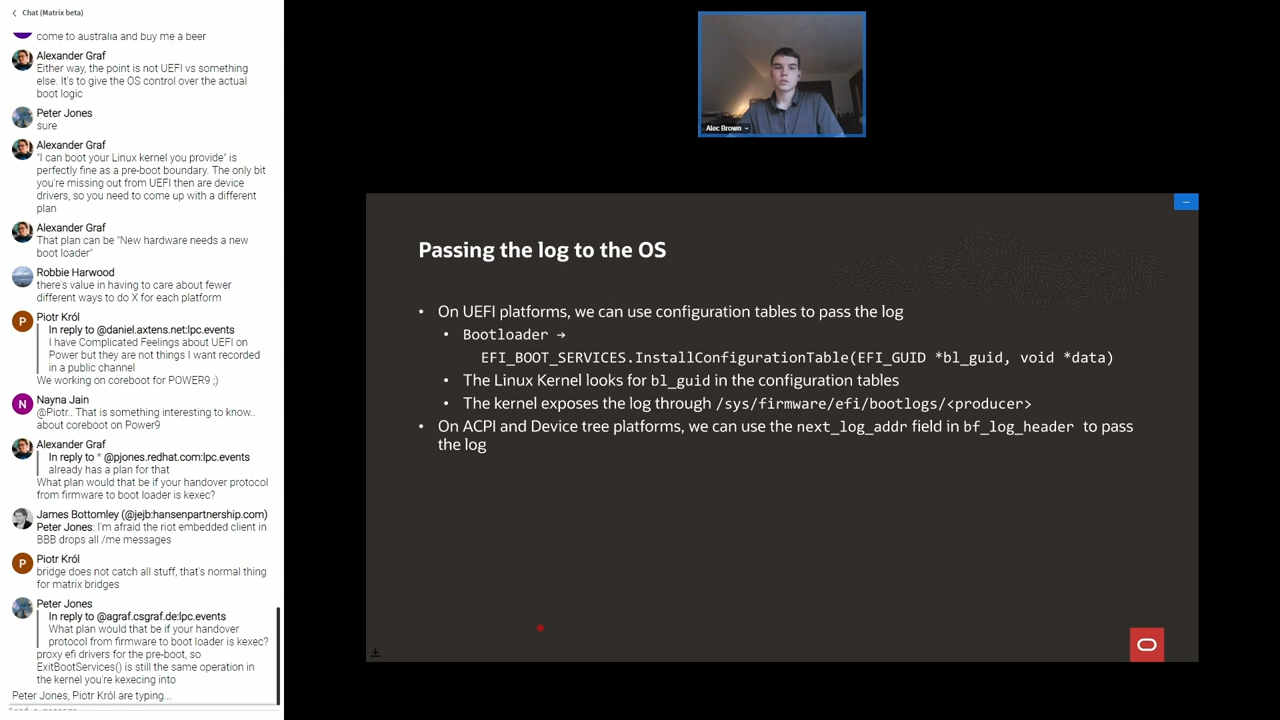 Chat (Matrix beta)
come to australia and buy me a beer
Alexander Graf
Either way, the point is not UEFI vs something
else. It's to give the OS control over the actual
boot logic
Peter Jones
sure
Alexander Graf
"I can boot your Linux kernel you provide" is
perfectly fine as a pre-boot boundary. The only bit
you're missing out from UEFI then are device
drivers, so you need to come up with a different
plan
Alexander Graf
That plan can be "New hardware needs a new
boot loader"
Robbie Harwood
there's value in having to care about fewer
different ways to do X for each platform
Piotr Król
In reply to @daniel.axtens.net:lpc.events
I have Complicated Feelings about UEFI on
Power but they are not things I want recorded
in a public channel
We working on coreboot for POWER9 ;)
Nayna Jain
@Piotr.. That is something interesting to know..
about coreboot on Power9
Alexander Graf
In reply to * @pjones.redhat.com:lpc.events
already has a plan for that
What plan would that be if your handover protocol
from firmware to boot loader is kexec?
James Bottomley (@jejb:hansenpartnership.com)
Peter Jones: I'm afraid the riot embedded client in
BBB drops all /me messages
Piotr Król
bridge does not catch all stuff, that's normal thing
for matrix bridges
Peter Jones
In reply to @agraf.csgraf.de:lpc.events
What plan would that be if your handover
protocol from firmware to boot loader is kexec?
proxy efi drivers for the pre-boot, so
ExitBootServices() is still the same operation in
the kernel you're kexecing into
Peter Jones, Piotr Król are typing...
Send a message
Alec Brown
Passing the log to the OS
• On UEFI platforms, we can use configuration tables to pass the log
• Bootloader →
EFI_BOOT_SERVICES.InstallConfigurationTable(EFI_GUID *bl_guid, void *data)
• The Linux Kernel looks for bl_guid in the configuration tables
• The kernel exposes the log through /sys/firmware/efi/bootlogs/<producer>
• On ACPI and Device tree platforms, we can use the next_log_addr field in bf_log_header to pass
the log
P
N
P